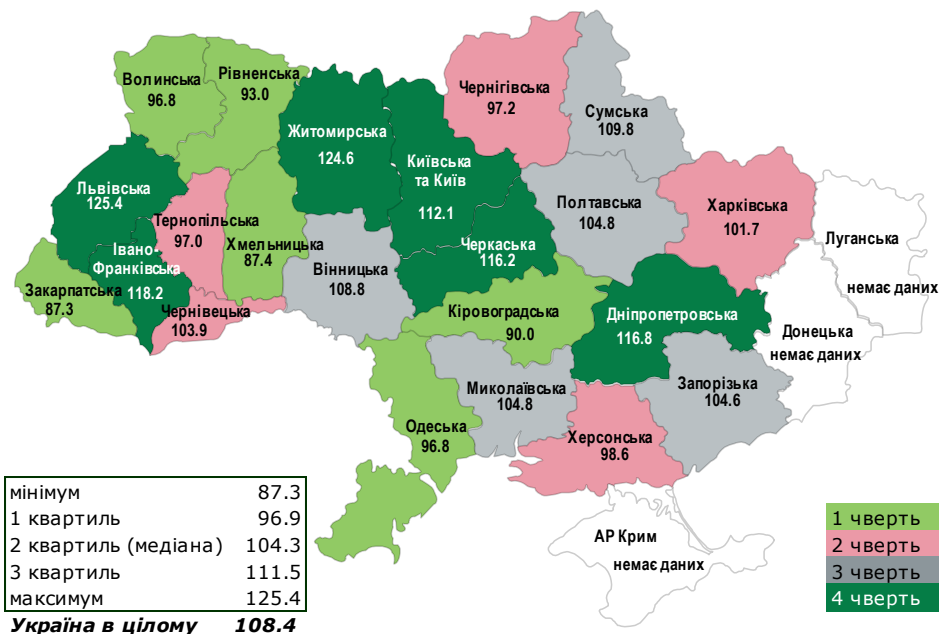 Волинська
96.8
Рівненська
93.0
Житомирська
124.6
Київська
та Київ
112.1
Чернігівська
97.2
Сумська
109.8
Львівська
125.4
Тернопільська
97.0
Хмельницька
87.4
Івано-
Франківська
118.2
Закарпатська
87.3
Чернівецька
103.9
Вінницька
108.8
Черкаська
116.2
Полтавська
104.8
Харківська
101.7
Луганська
немає даних
Донецька
немає даних
Кіровоградська
90.0
Дніпропетровська
116.8
Запорізька
104.6
Миколаївська
104.8
Одеська
96.8
Херсонська
98.6
АР Крим
немає даних
мінімум 87.3
1 квартиль 96.9
2 квартиль (медіана) 104.3
3 квартиль 111.5
максимум 125.4
Україна в цілому 108.4
1 чверть
2 чверть
3 чверть
4 чверть